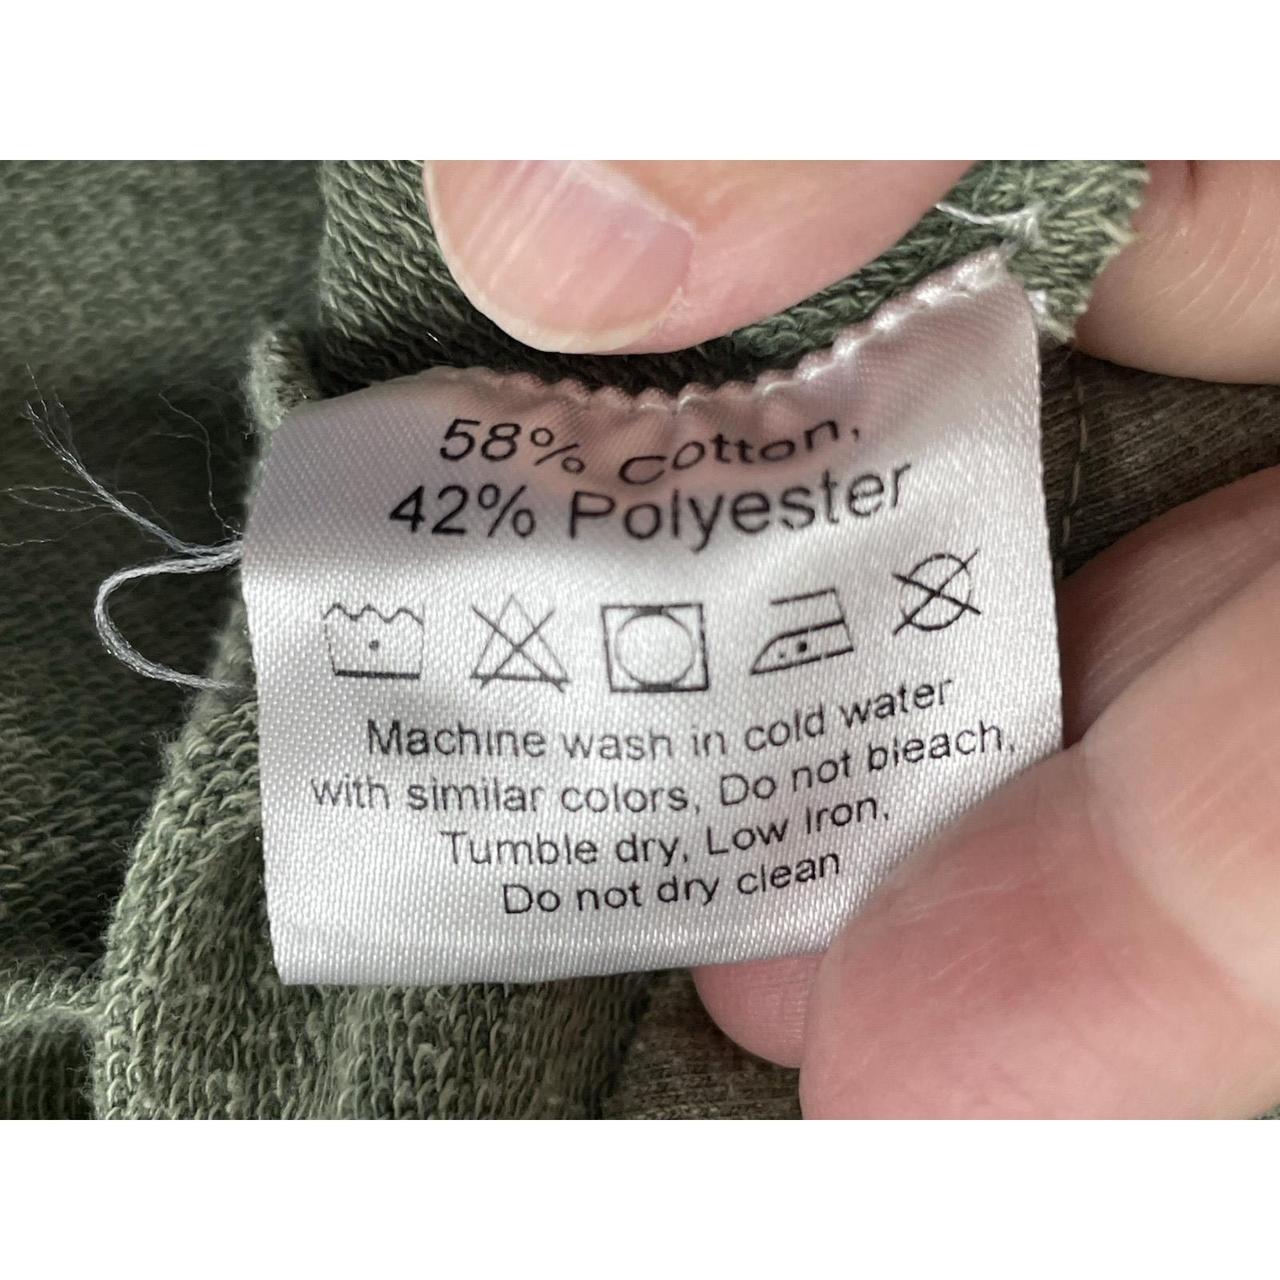 58% Cotton,
42% Polyester
Machine wash in cold water
with similar colors, Do not bleach,
Tumble dry, Low Iron,
Do not dry clean